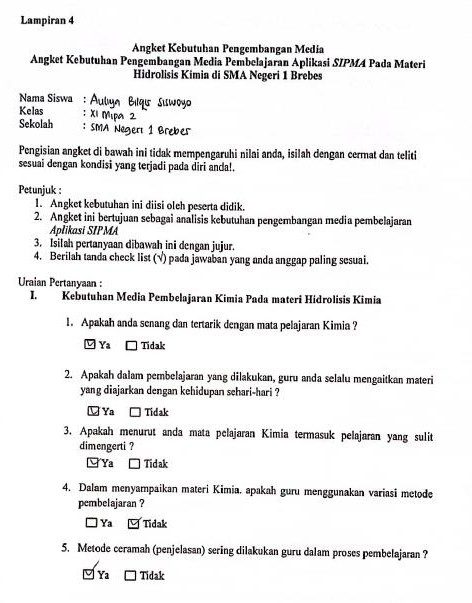 Lampiran 4
Angket Kebutuhan Pengembangan Media
Angket Kebutuhan Pengembangan Media Pembelajaran Aplikasi SIPMA Pada Materi
Hidrolisis Kimia di SMA Negeri 1 Brebes
Nama Siswa : Auliya Bilqis Siswoyo
Kelas : XI Mipa 2
Sekolah : SMA Negeri 1 Brebes
Pengisian angket di bawah ini tidak mempengaruhi nilai anda, isilah dengan cermat dan teliti
sesuai dengan kondisi yang terjadi pada diri anda!.
Petunjuk :
1. Angket kebutuhan ini diisi oleh peserta didik.
2. Angket ini bertujuan sebagai analisis kebutuhan pengembangan media pembelajaran
Aplikasi SIPMA
3. Isilah pertanyaan dibawah ini dengan jujur.
4. Berilah tanda check list (√) pada jawaban yang anda anggap paling sesuai.
Uraian Pertanyaan :
I. Kebutuhan Media Pembelajaran Kimia Pada materi Hidrolisis Kimia
1. Apakah anda senang dan tertarik dengan mata pelajaran Kimia ?
☑ Ya ☐ Tidak
2. Apakah dalam pembelajaran yang dilakukan, guru anda selalu mengaitkan materi
yang diajarkan dengan kehidupan sehari-hari ?
☑ Ya ☐ Tidak
3. Apakah menurut anda mata pelajaran Kimia termasuk pelajaran yang sulit
dimengerti ?
☑ Ya ☐ Tidak
4. Dalam menyampaikan materi Kimia. apakah guru menggunakan variasi metode
pembelajaran ?
☐ Ya ☑ Tidak
5. Metode ceramah (penjelasan) sering dilakukan guru dalam proses pembelajaran ?
☑ Ya ☐ Tidak